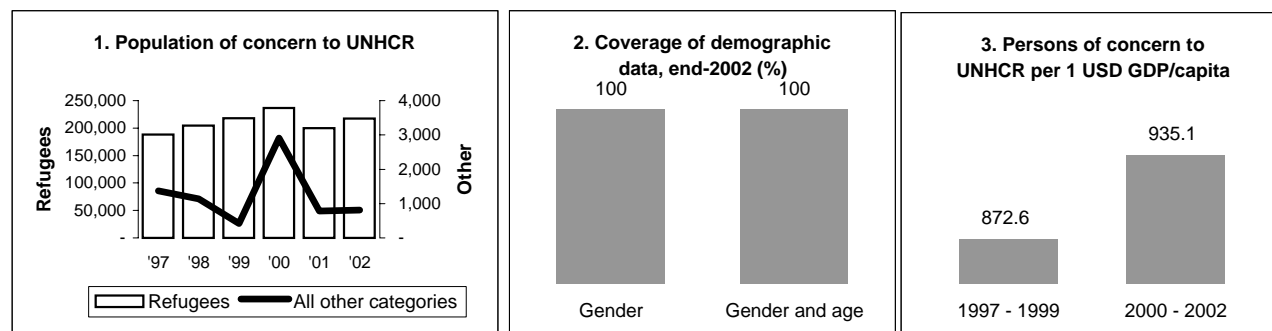 1. Population of concern to UNHCR
250,000
200,000
150,000
100,000
50,000
-
Refugees
4,000
3,000
2,000
1,000
-
Other
'97 '98 '99 '00 '01 '02
Refugees All other categories
2. Coverage of demographic
data, end-2002 (%)
100 100
Gender Gender and age
3. Persons of concern to
UNHCR per 1 USD GDP/capita
935.1
872.6
1997 - 1999 2000 - 2002